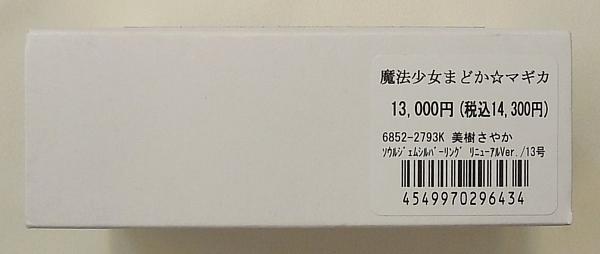 魔法少女まどか☆マギカ
13,000円(税込14,300円)
6852-2793K 美樹さやか
ｿｳﾙｼﾞｪﾑｼﾙﾊﾞｰﾘﾝｸﾞ ﾘﾆｭｰｱﾙVer./13号
4549970296434